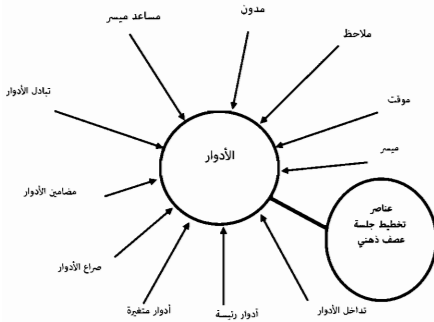 مدون
مساعد ميسر
ملاحظ
تبادل الأدوار
موقت
الأدوار
ميسر
مضامين الأدوار
عناصر
تخطيط جلسة
عصف ذهني
صراع الأدوار
تداخل الأدوار
أدوار رئيسة
أدوار متغيرة